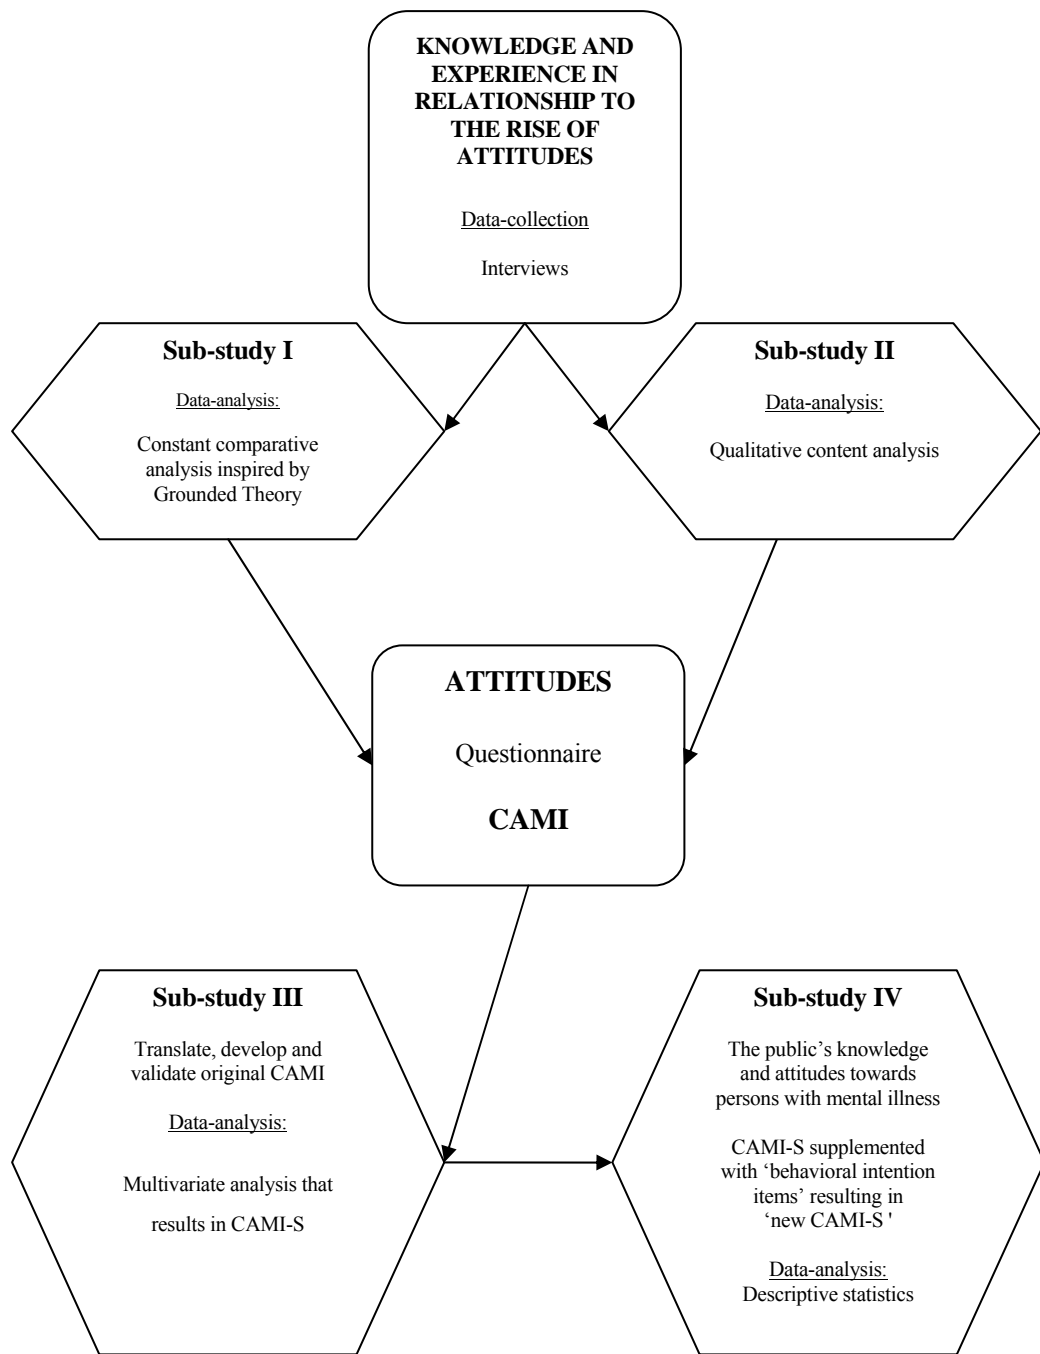 KNOWLEDGE AND
EXPERIENCE IN
RELATIONSHIP TO
THE RISE OF
ATTITUDES
Data-collection
Interviews
Sub-study I
Data-analysis:
Constant comparative
analysis inspired by
Grounded Theory
Sub-study II
Data-analysis:
Qualitative content analysis
ATTITUDES
Questionnaire
CAMI
Sub-study III
Translate, develop and
validate original CAMI
Data-analysis:
Multivariate analysis that
results in CAMI-S
Sub-study IV
The public’s knowledge
and attitudes towards
persons with mental illness
CAMI-S supplemented
with ‘behavioral intention
items’ resulting in
‘new CAMI-S '
Data-analysis:
Descriptive statistics